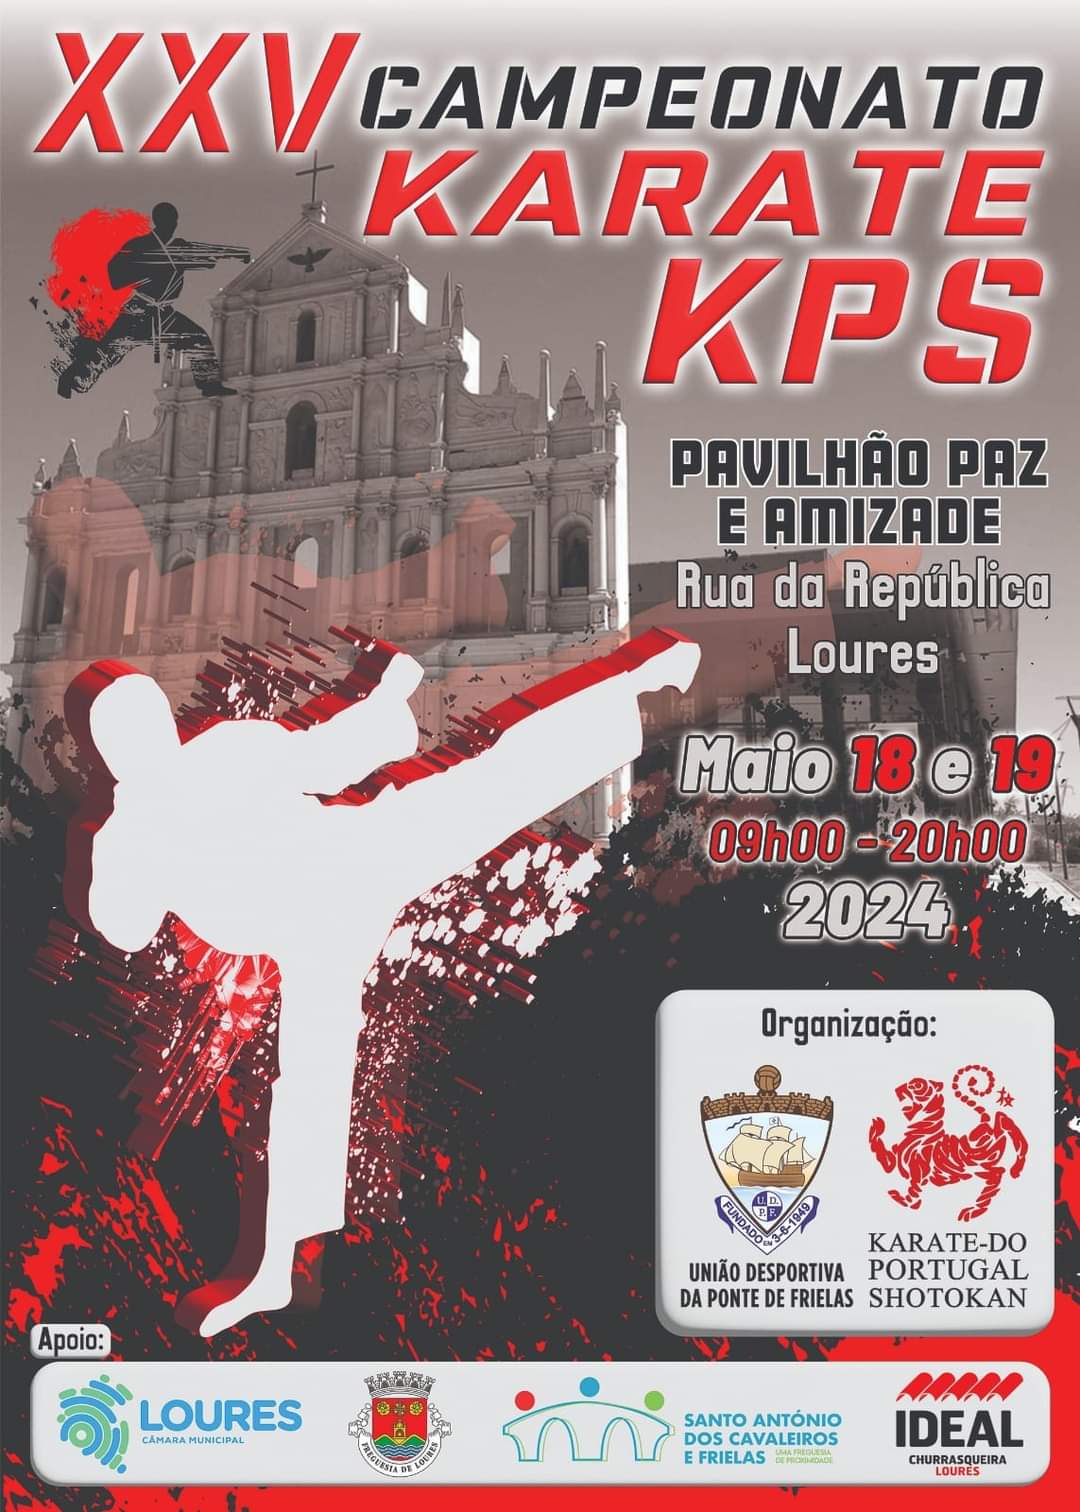 XXV CAMPEONATO
KARATE
KPS
PAVILHÃO PAZ
E AMIZADE
Rua da República
Loures
Maio 18 e 19
09h00 - 20h00
2024
Organização:
U.D.
P.F.
FUNDADO EM 3-6-1949
UNIÃO DESPORTIVA
DA PONTE DE FRIELAS
KARATE-DO
PORTUGAL
SHOTOKAN
Apoio:
LOURES
CÂMARA MUNICIPAL
FREGUESIA DE LOURES
SANTO ANTÓNIO
DOS CAVALEIROS
E FRIELAS
UMA FREGUESIA
DE PROXIMIDADE
IDEAL
CHURRASQUEIRA
LOURES